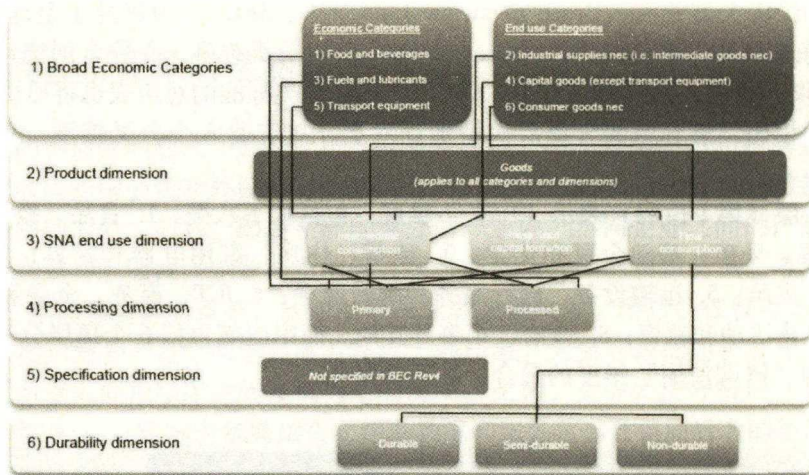 Economic Categories
1) Food and beverages
3) Fuels and lubricants
5) Transport equipment
End use Categories
2) Industrial supplies nec (i.e. intermediate goods nec)
4) Capital goods (except transport equipment)
6) Consumer goods nec
1) Broad Economic Categories
2) Product dimension
Goods
(applies to all categories and dimensions)
3) SNA end use dimension
consumption
capital formation
consumption
4) Processing dimension
Primary
Processed
5) Specification dimension
Not specified in BEC Rev4
6) Durability dimension
Durable
Semi-durable
Non-durable